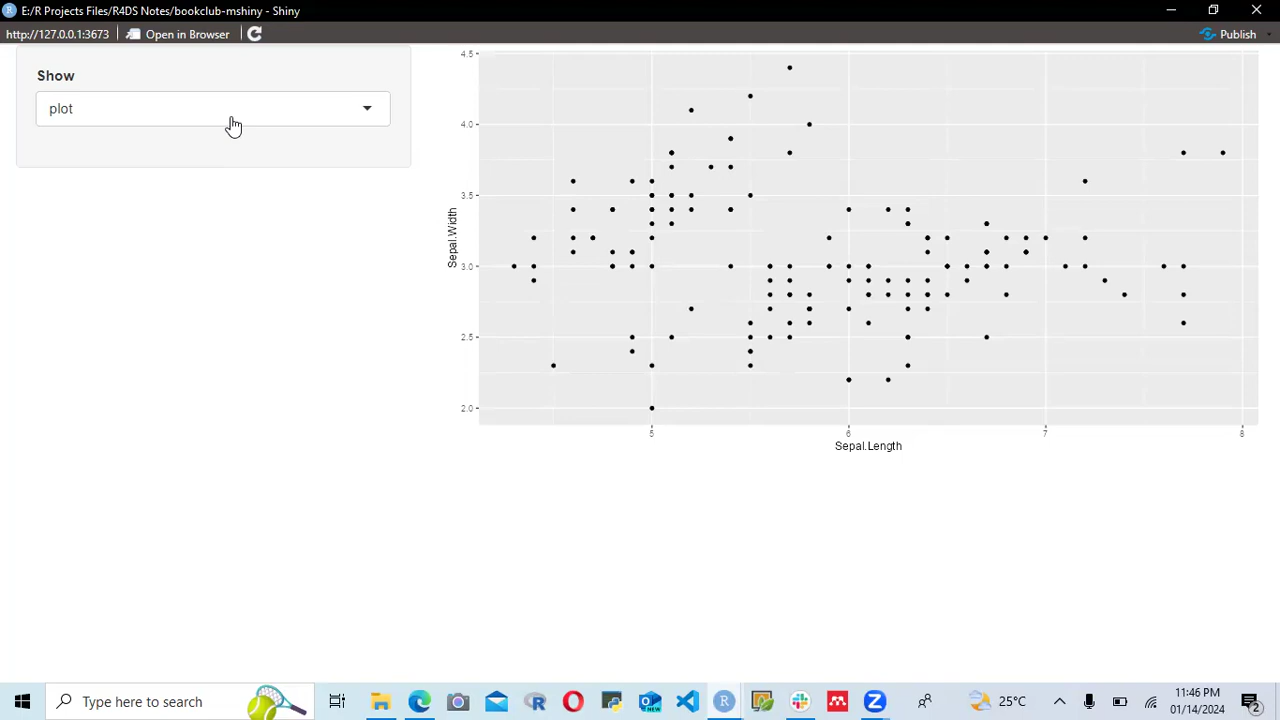 E:/R Projects Files/R4DS Notes/bookclub-mshiny - Shiny
http://127.0.0.1:3673 Open in Browser Publish
Show
plot
4.5
4.0
3.5
3.0
2.5
2.0
Sepal.Width
5 6 7 8
Sepal.Length
Type here to search
NEW
25°C
11:46 PM
01/14/2024
2